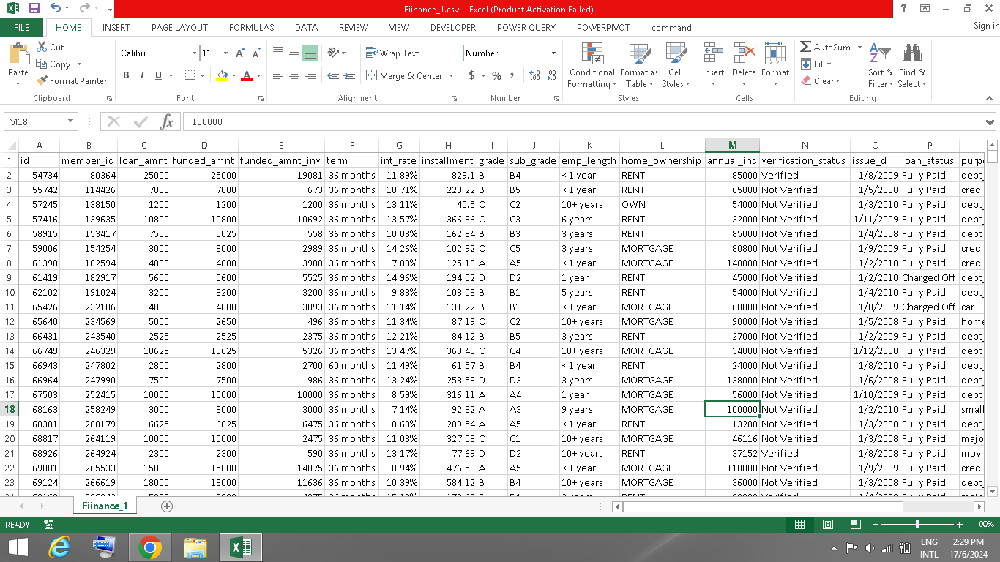 Fiinance_1.csv - Excel (Product Activation Failed)
FILE HOME INSERT PAGE LAYOUT FORMULAS DATA REVIEW VIEW DEVELOPER POWER QUERY POWERPIVOT command Sign in
Paste Cut Copy Format Painter
Calibri 11
B I U
Wrap Text
Merge & Center
Number
Conditional Formatting Format as Table Cell Styles
Insert Delete Format
AutoSum Fill Clear
Sort & Filter Find & Select
Clipboard Font Alignment Number Styles Cells Editing
M18 fx 100000
A B C D E F G H I J K L M N O P
1 id member_id loan_amnt funded_amnt funded_amnt_inv term int_rate installment grade sub_grade emp_length home_ownership annual_inc verification_status issue_d loan_status
2 54734 80364 25000 25000 19081 36 months 11.89% 829.1 B B4 < 1 year RENT 85000 Verified 1/8/2009 Fully Paid debt_
3 55742 114426 7000 7000 673 36 months 10.71% 228.22 B B5 < 1 year RENT 65000 Not Verified 1/5/2008 Fully Paid credi
4 57245 138150 1200 1200 1200 36 months 13.11% 40.5 C C2 10+ years OWN 54000 Not Verified 1/3/2010 Fully Paid debt_
5 57416 139635 10800 10800 10692 36 months 13.57% 366.86 C C3 6 years RENT 32000 Not Verified 1/11/2009 Fully Paid debt_
6 58915 153417 7500 5025 558 36 months 10.08% 162.34 B B3 3 years RENT 85000 Not Verified 1/4/2008 Fully Paid debt_
7 59006 154254 3000 3000 2989 36 months 14.26% 102.92 C C5 3 years MORTGAGE 80800 Not Verified 1/9/2009 Fully Paid credi
8 61390 182594 4000 4000 3900 36 months 7.88% 125.13 A A5 < 1 year MORTGAGE 148000 Not Verified 1/2/2010 Fully Paid credi
9 61419 182917 5600 5600 5525 36 months 14.96% 194.02 D D2 1 year RENT 45000 Not Verified 1/2/2010 Charged Off debt_
10 62102 191024 3200 3200 3200 36 months 9.88% 103.08 B B1 5 years RENT 54000 Not Verified 1/4/2010 Fully Paid debt_
11 65426 232106 4000 4000 3893 36 months 11.14% 131.22 B B1 < 1 year MORTGAGE 60000 Not Verified 1/8/2009 Charged Off car
12 65640 234569 5000 2650 496 36 months 11.34% 87.19 C C2 10+ years MORTGAGE 90000 Not Verified 1/5/2008 Fully Paid home
13 66431 243540 2525 2525 2375 36 months 12.21% 84.12 B B5 3 years RENT 27000 Not Verified 1/2/2009 Fully Paid debt_
14 66749 246329 10625 10625 5326 36 months 13.47% 360.43 C C4 10+ years MORTGAGE 34000 Not Verified 1/12/2008 Fully Paid debt_
15 66943 247802 2800 2800 2700 60 months 11.49% 61.57 B B4 < 1 year RENT 24000 Not Verified 1/8/2010 Fully Paid debt_
16 66964 247990 7500 7500 986 36 months 13.24% 253.58 D D3 3 years MORTGAGE 138000 Not Verified 1/6/2008 Fully Paid debt_
17 67503 252415 10000 10000 10000 36 months 8.59% 316.11 A A4 1 year MORTGAGE 56000 Not Verified 1/10/2009 Fully Paid debt_
18 68163 258249 3000 3000 3000 36 months 7.14% 92.82 A A3 9 years MORTGAGE 100000 Not Verified 1/2/2010 Fully Paid small
19 68381 260179 6625 6625 6475 36 months 8.63% 209.54 A A5 < 1 year RENT 13200 Not Verified 1/3/2008 Fully Paid debt_
20 68817 264119 10000 10000 2475 36 months 11.03% 327.53 C C1 10+ years MORTGAGE 46116 Not Verified 1/3/2008 Fully Paid majo
21 68926 264924 2300 2300 590 36 months 13.17% 77.69 D D2 10+ years RENT 37152 Verified 1/8/2008 Fully Paid movi
22 69001 265533 15000 15000 14875 36 months 8.94% 476.58 A A5 < 1 year MORTGAGE 110000 Not Verified 1/9/2009 Fully Paid credi
23 69124 266619 18000 18000 11636 36 months 10.39% 584.12 B B4 10+ years MORTGAGE 36000 Not Verified 1/3/2008 Fully Paid debt_
Fiinance_1
READY 100%
ENG 2:29 PM
INTL 17/6/2024